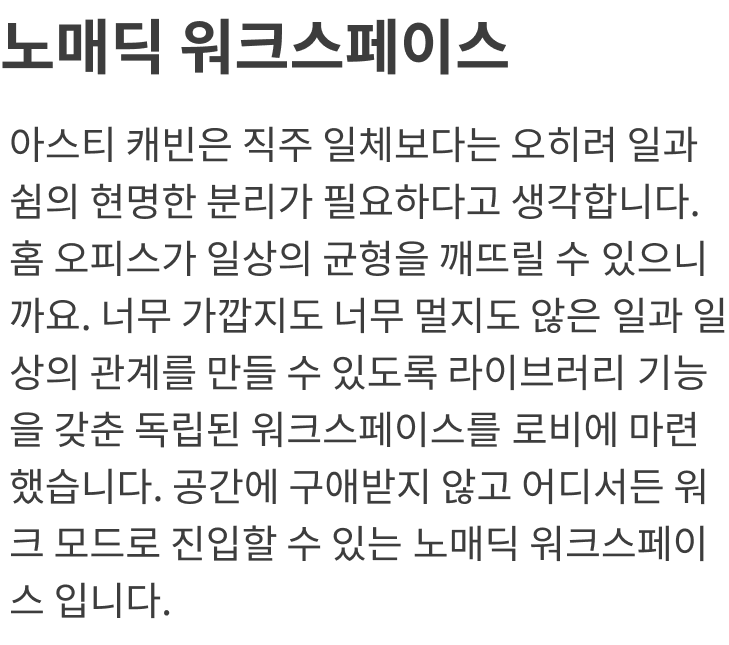 노매딕 워크스페이스
아스티 캐빈은 직주 일체보다는 오히려 일과
쉼의 현명한 분리가 필요하다고 생각합니다.
홈 오피스가 일상의 균형을 깨뜨릴 수 있으니
까요. 너무 가깝지도 너무 멀지도 않은 일과 일
상의 관계를 만들 수 있도록 라이브러리 기능
을 갖춘 독립된 워크스페이스를 로비에 마련
했습니다. 공간에 구애받지 않고 어디서든 워
크 모드로 진입할 수 있는 노매딕 워크스페이
스 입니다.